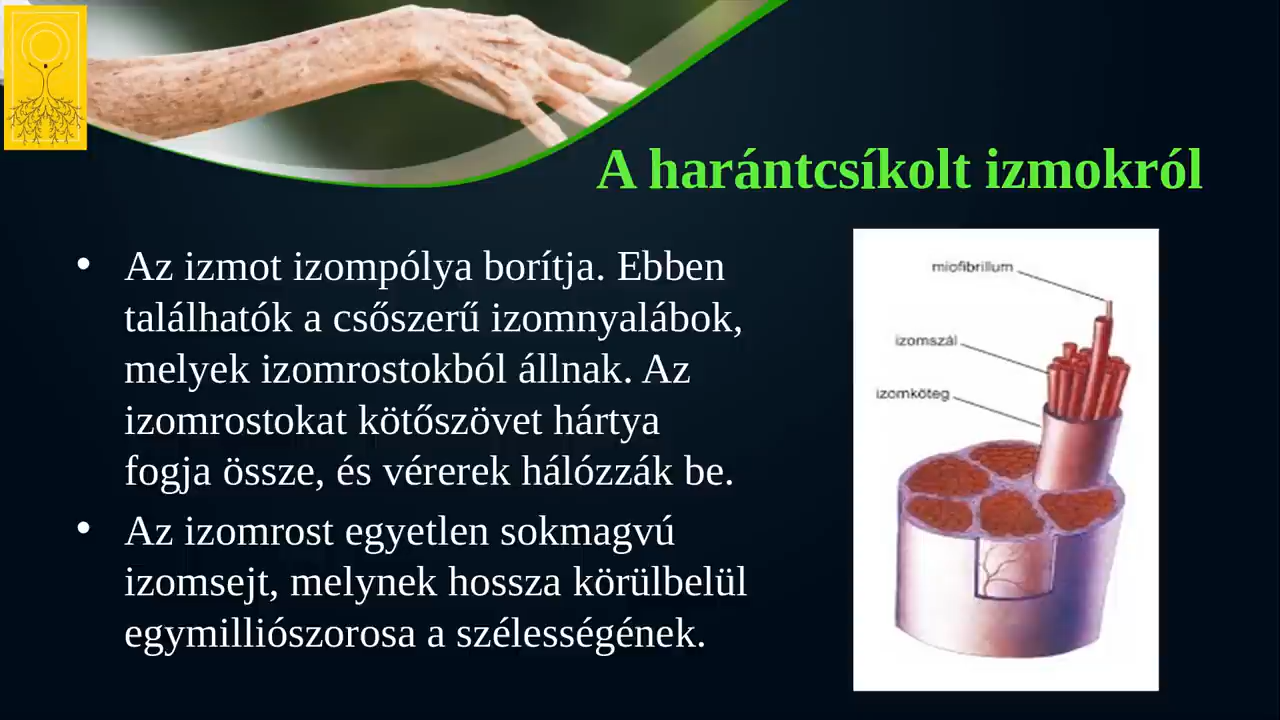 A harántcsíkolt izmokról
• Az izmot izompólya borítja. Ebben
találhatók a csőszerű izomnyalábok,
melyek izomrostokból állnak. Az
izomrostokat kötőszövet hártya
fogja össze, és vérerek hálózzák be.
• Az izomrost egyetlen sokmagvú
izomsejt, melynek hossza körülbelül
egymilliószorosa a szélességének.
miofibrillum
izomszál
izomköteg